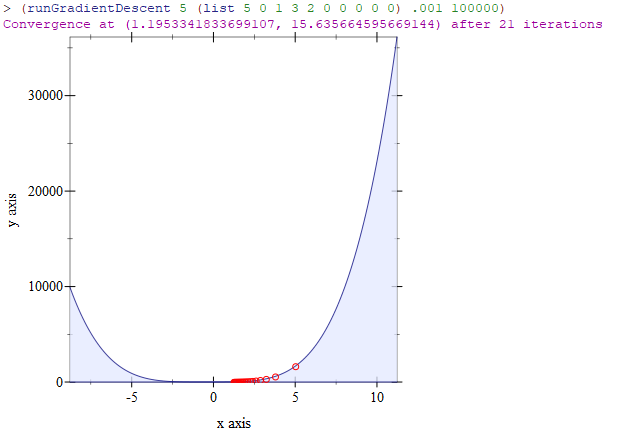 > (runGradientDescent 5 (list 5 0 1 3 2 0 0 0 0 0) .001 100000)
Convergence at (1.1953341833699107, 15.635664595669144) after 21 iterations
30000
20000
y axis
10000
0
-5 0 5 10
x axis